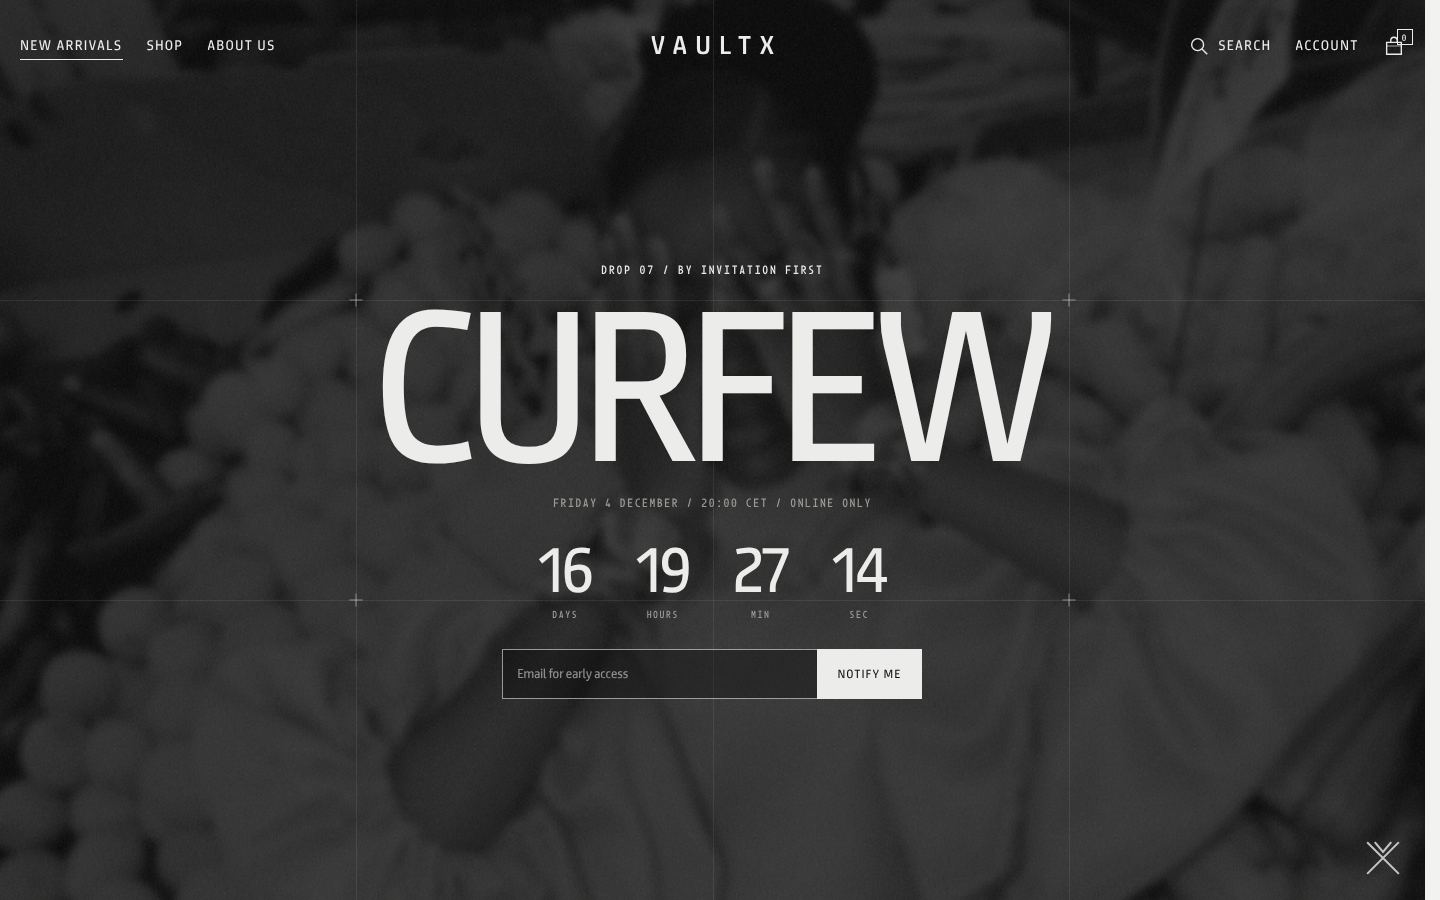 NEW ARRIVALS SHOP ABOUT US VAULTX SEARCH ACCOUNT 0
DROP 07 / BY INVITATION FIRST
CURFEW
FRIDAY 4 DECEMBER / 20:00 CET / ONLINE ONLY
16 19 27 14
DAYS HOURS MIN SEC
Email for early access NOTIFY ME